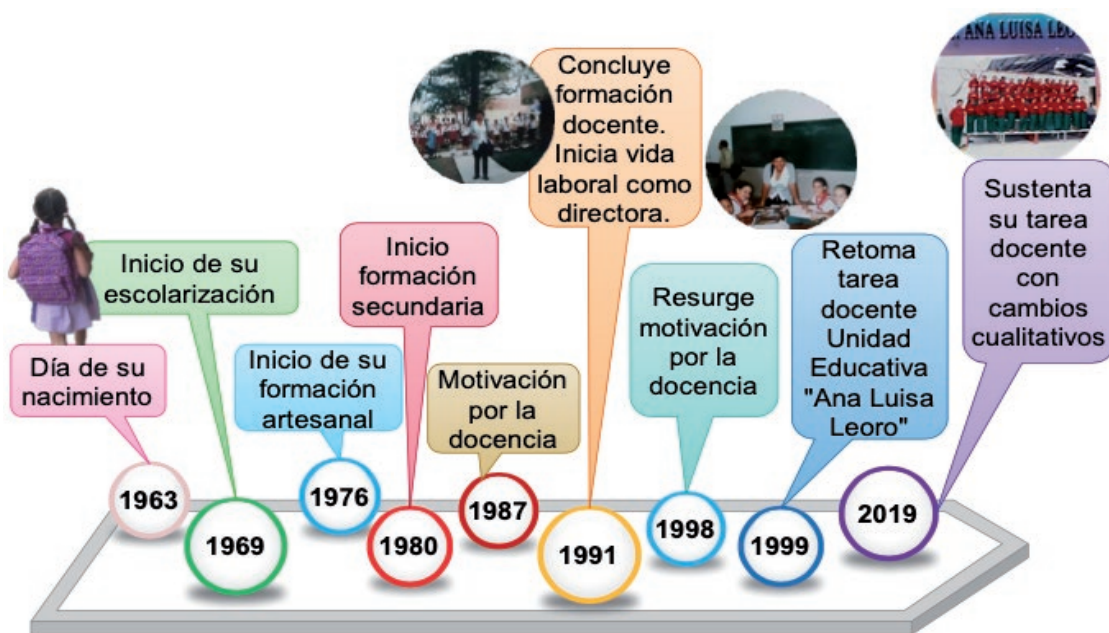 ANA LUISA LEO
Concluye
formación
docente.
Inicia vida
laboral como
directora.
Sustenta
su tarea
docente
con
cambios
cualitativos
Inicio de su
escolarización
Inicio
formación
secundaria
Retoma
tarea
docente
Unidad
Educativa
"Ana Luisa
Leoro"
Resurge
motivación
por la
docencia
Día de su
nacimiento
Inicio de su
formación
artesanal
Motivación
por la
docencia
1963
1969
1976
1980
1987
1991
1998
1999
2019